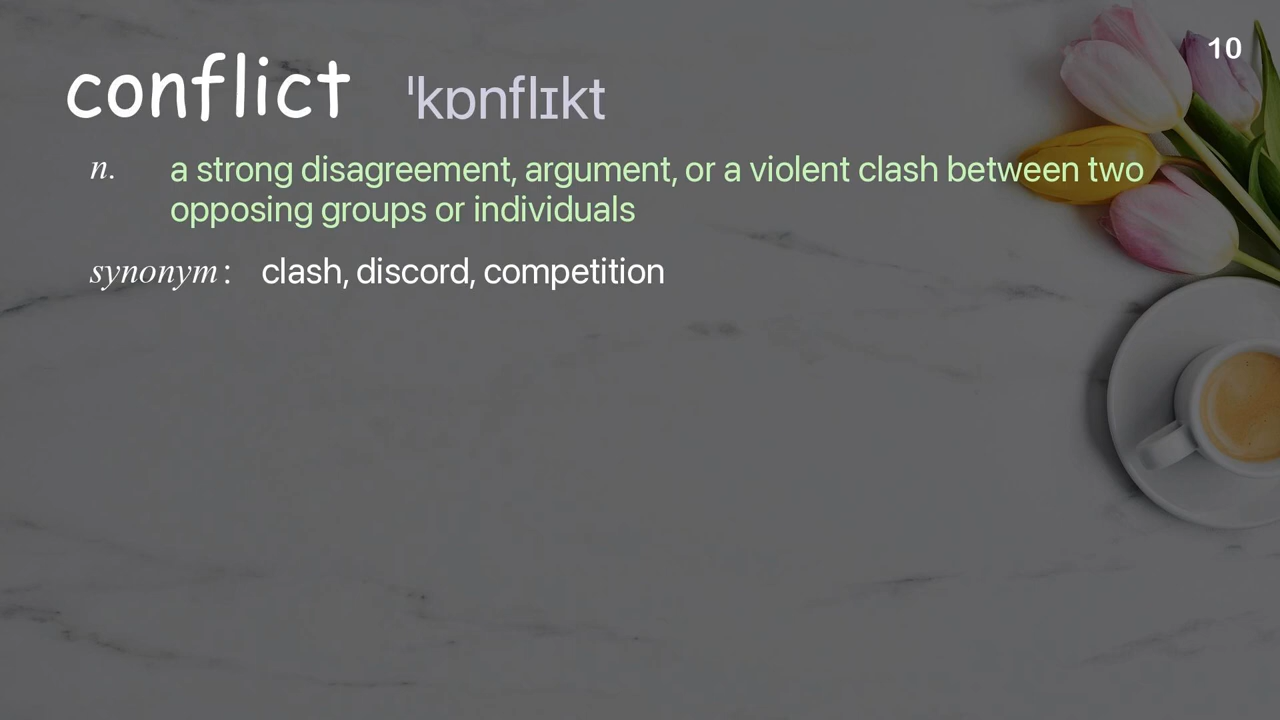 10
conflict ˈkɒnflɪkt
n. a strong disagreement, argument, or a violent clash between two
opposing groups or individuals
synonym: clash, discord, competition